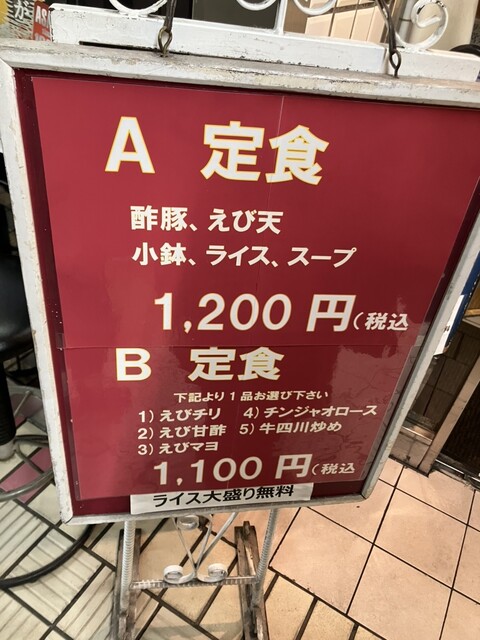 A 定食
酢豚、えび天
小鉢、ライス、スープ
1,200 円(税込
B 定食
下記より1品お選び下さい
1)えびチリ 4)チンジャオロース
2)えび甘酢 5)牛四川炒め
3)えびマヨ
1,100 円(税込
ライス大盛り無料